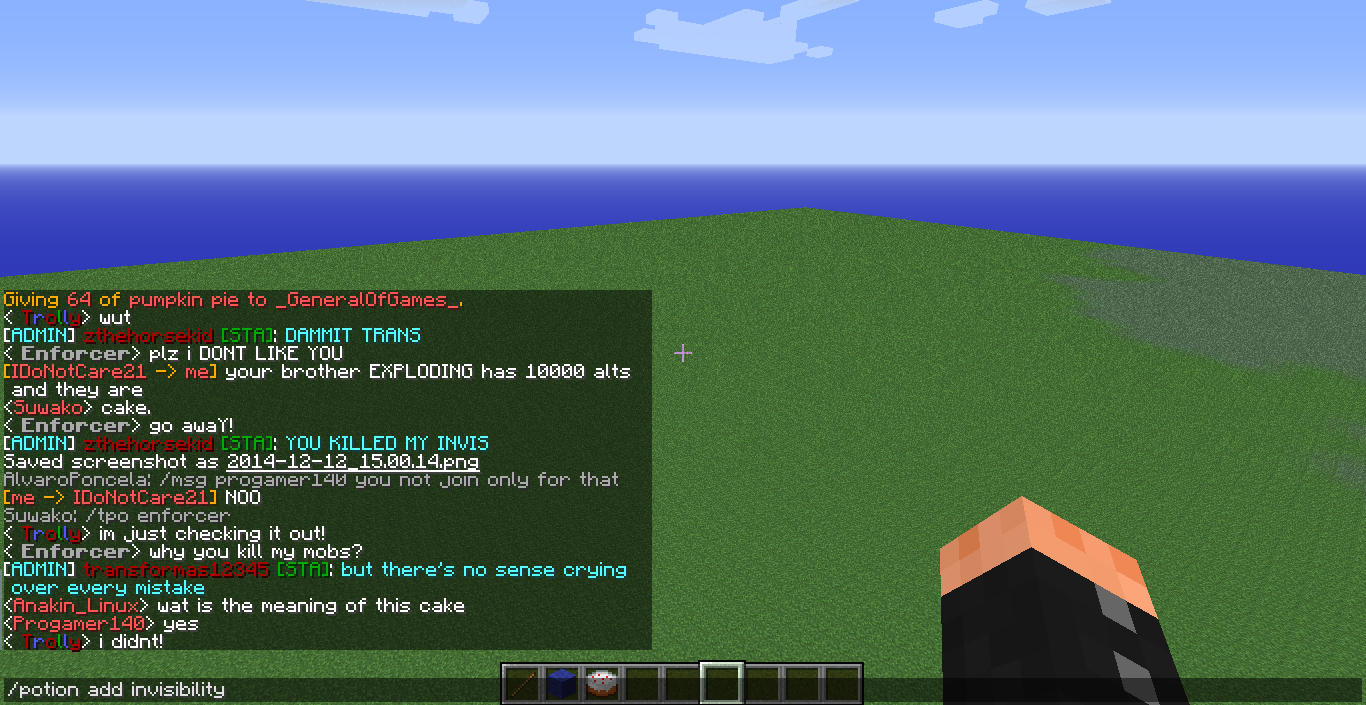 Giving 64 of pumpkin pie to _GeneralOfGames_.
< Trolly> wut
[ADMIN] zthehorsekid [STA]: DAMMIT TRANS
< Enforcer> plz i DONT LIKE YOU
[IDoNotCare21 -> me] your brother EXPLODING has 10000 alts
and they are
<Suwako> cake.
< Enforcer> go awaY!
[ADMIN] zthehorsekid [STA]: YOU KILLED MY INVIS
Saved screenshot as 2014-12-12_15.00.14.png
AlvaroPoncela: /msg progamer140 you not join only for that
[me -> IDoNotCare21] NOO
Suwako: /tpo enforcer
< Trolly> im just checking it out!
< Enforcer> why you kill my mobs?
[ADMIN] transformas12345 [STA]: but there's no sense crying
over every mistake
<Anakin_Linux> wat is the meaning of this cake
<Progamer140> yes
< Trolly> i didnt!
/potion add invisibility